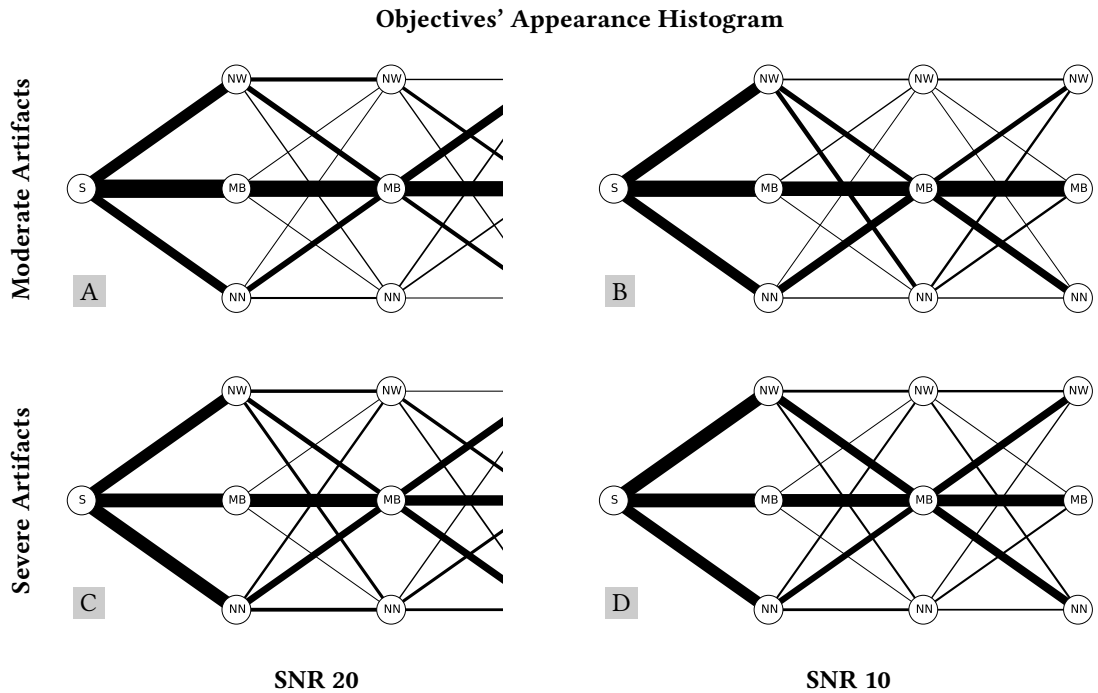 Objectives’ Appearance Histogram
Moderate Artifacts
NW NW
S MB MB
NN NN
A
NW NW NW
S MB MB MB
NN NN NN
B
Severe Artifacts
NW NW
S MB MB
NN NN
C
NW NW NW
S MB MB MB
NN NN NN
D
SNR 20
SNR 10